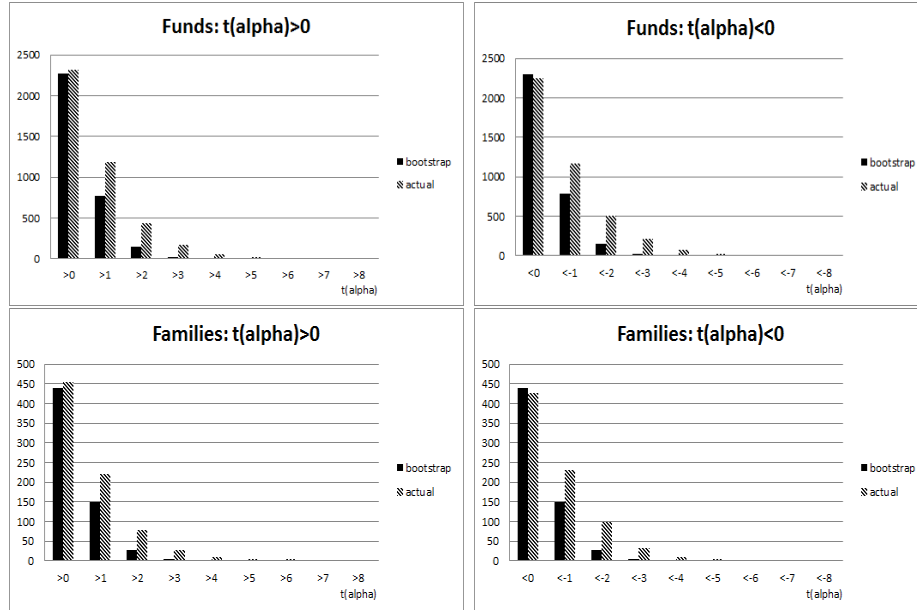 Funds: t(alpha)>0
2500
2000
1500
1000
500
0
>0 >1 >2 >3 >4 >5 >6 >7 >8
t(alpha)
bootstrap
actual
Funds: t(alpha)<0
2500
2000
1500
1000
500
0
<0 <-1 <-2 <-3 <-4 <-5 <-6 <-7 <-8
t(alpha)
bootstrap
actual
Families: t(alpha)>0
500
450
400
350
300
250
200
150
100
50
0
>0 >1 >2 >3 >4 >5 >6 >7 >8
t(alpha)
bootstrap
actual
Families: t(alpha)<0
500
450
400
350
300
250
200
150
100
50
0
<0 <-1 <-2 <-3 <-4 <-5 <-6 <-7 <-8
t(alpha)
bootstrap
actual